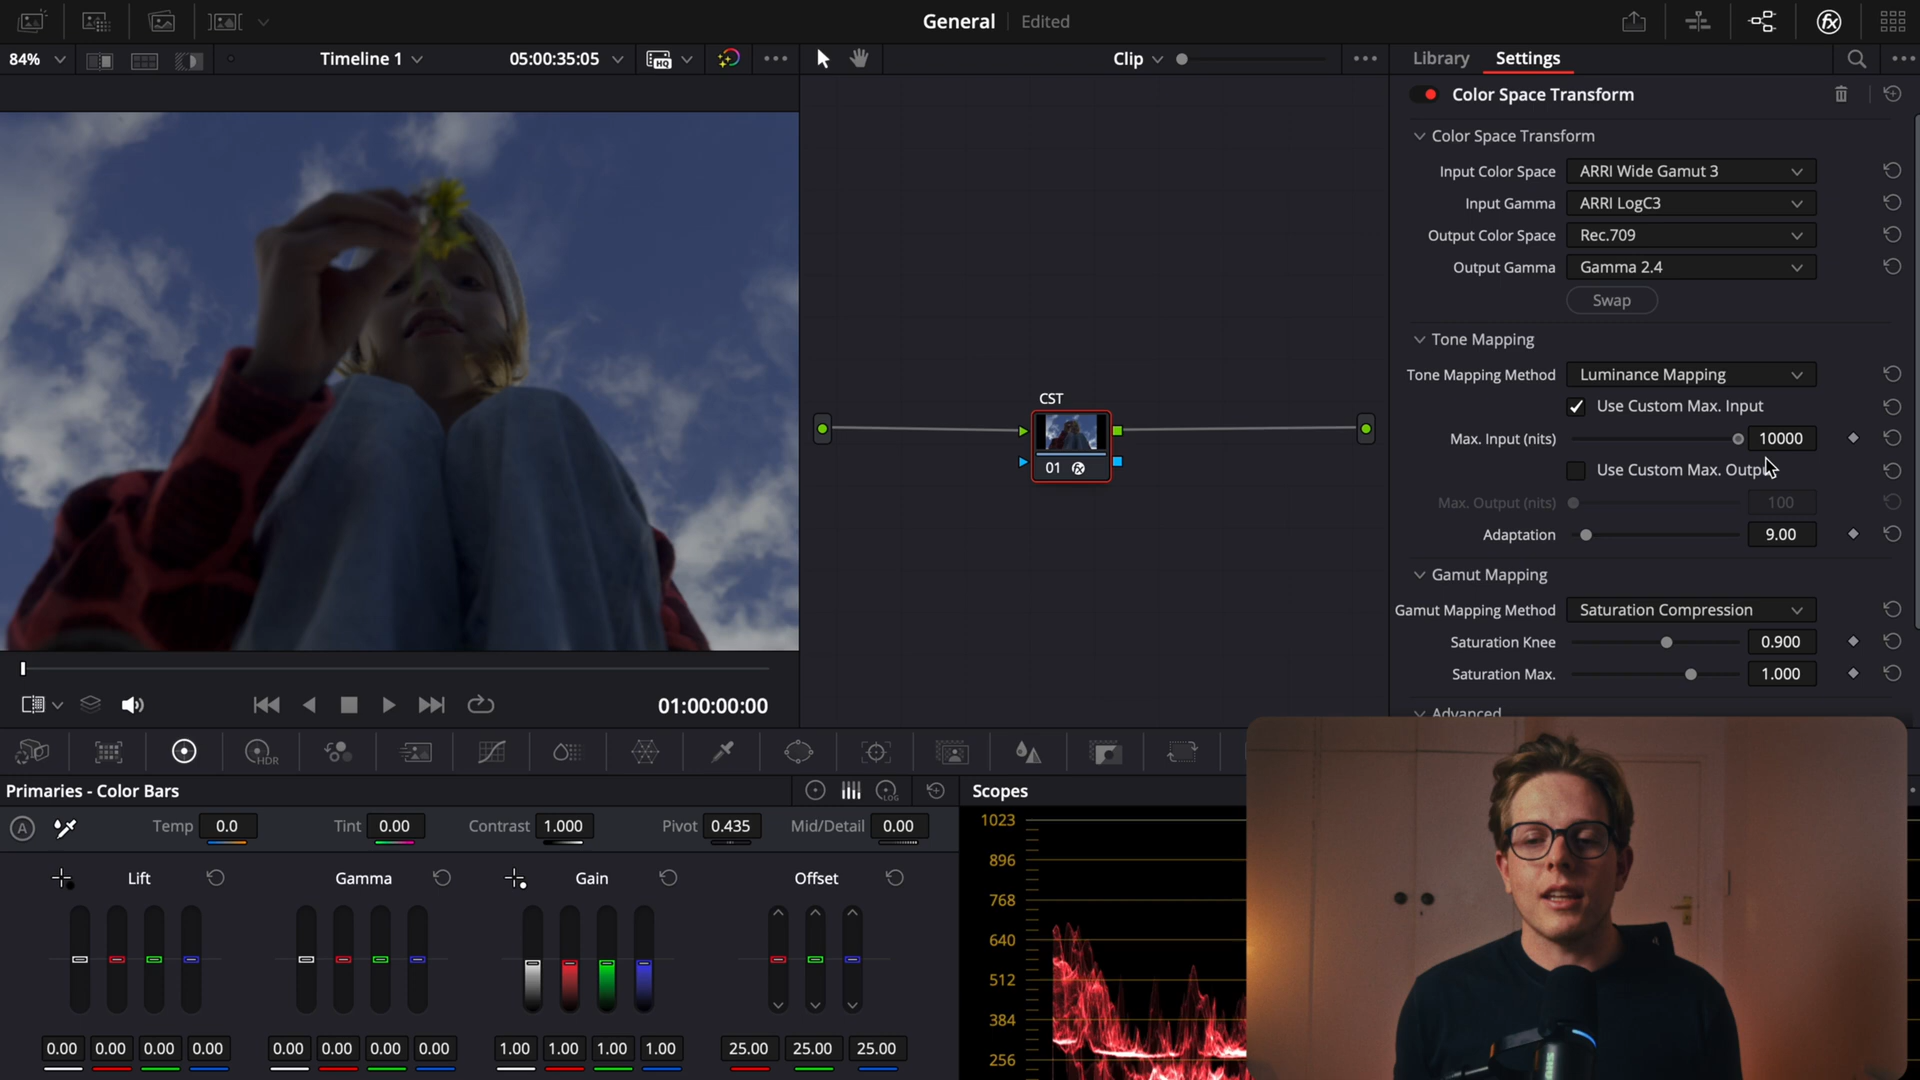 General Edited
84% Timeline 1 05:00:35:05 HQ Clip Library Settings
Color Space Transform
Color Space Transform
Input Color Space ARRI Wide Gamut 3
Input Gamma ARRI LogC3
Output Color Space Rec.709
Output Gamma Gamma 2.4
Swap
Tone Mapping
Tone Mapping Method Luminance Mapping
Use Custom Max. Input
Max. Input (nits) 10000
Use Custom Max. Outpu
Max. Output (nits) 100
Adaptation 9.00
Gamut Mapping
Gamut Mapping Method Saturation Compression
Saturation Knee 0.900
Saturation Max. 1.000
Advanced
CST
01 fx
01:00:00:00
HDR
Primaries - Color Bars LOG Scopes
A Temp 0.0 Tint 0.00 Contrast 1.000 Pivot 0.435 Mid/Detail 0.00
Lift Gamma Gain Offset
0.00 0.00 0.00 0.00 0.00 0.00 0.00 0.00 1.00 1.00 1.00 1.00 25.00 25.00 25.00
1023
896
768
640
512
384
256